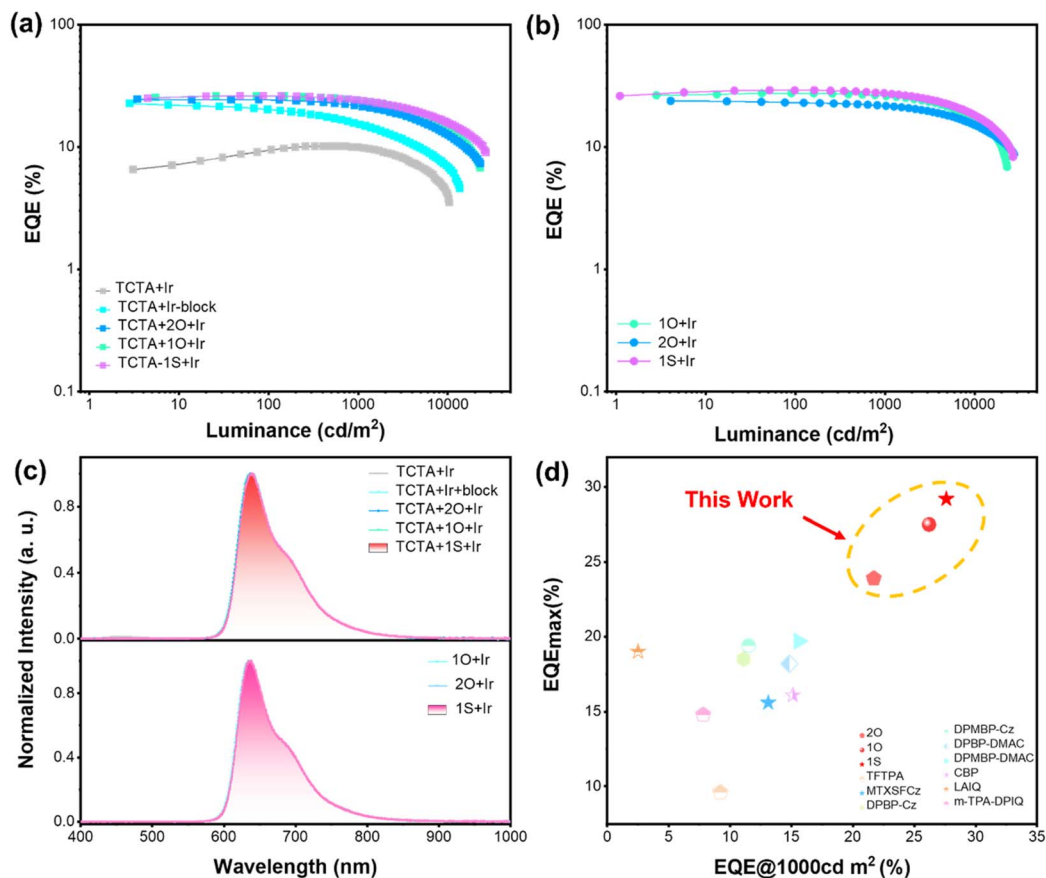 (a)
100
10
1
0.1
EQE (%)
TCTA+Ir
TCTA+Ir-block
TCTA+2O+Ir
TCTA+1O+Ir
TCTA-1S+Ir
1 10 100 1000 10000
Luminance (cd/m²)
(b)
100
10
1
0.1
EQE (%)
1O+Ir
2O+Ir
1S+Ir
1 10 100 1000 10000
Luminance (cd/m²)
(c)
Normalized Intensity (a. u.)
0.8
0.4
0.0
TCTA+Ir
TCTA+Ir+block
TCTA+2O+Ir
TCTA+1O+Ir
TCTA+1S+Ir
0.8
0.4
0.0
1O+Ir
2O+Ir
1S+Ir
400 500 600 700 800 900 1000
Wavelength (nm)
(d)
This Work
EQEmax(%)
30
25
20
15
10
2O
1O
1S
TFTPA
MTXSFCz
DPBP-Cz
DPMBP-Cz
DPBP-DMAC
DPMBP-DMAC
CBP
LAIQ
m-TPA-DPIQ
0 5 10 15 20 25 30 35
EQE@1000cd m² (%)